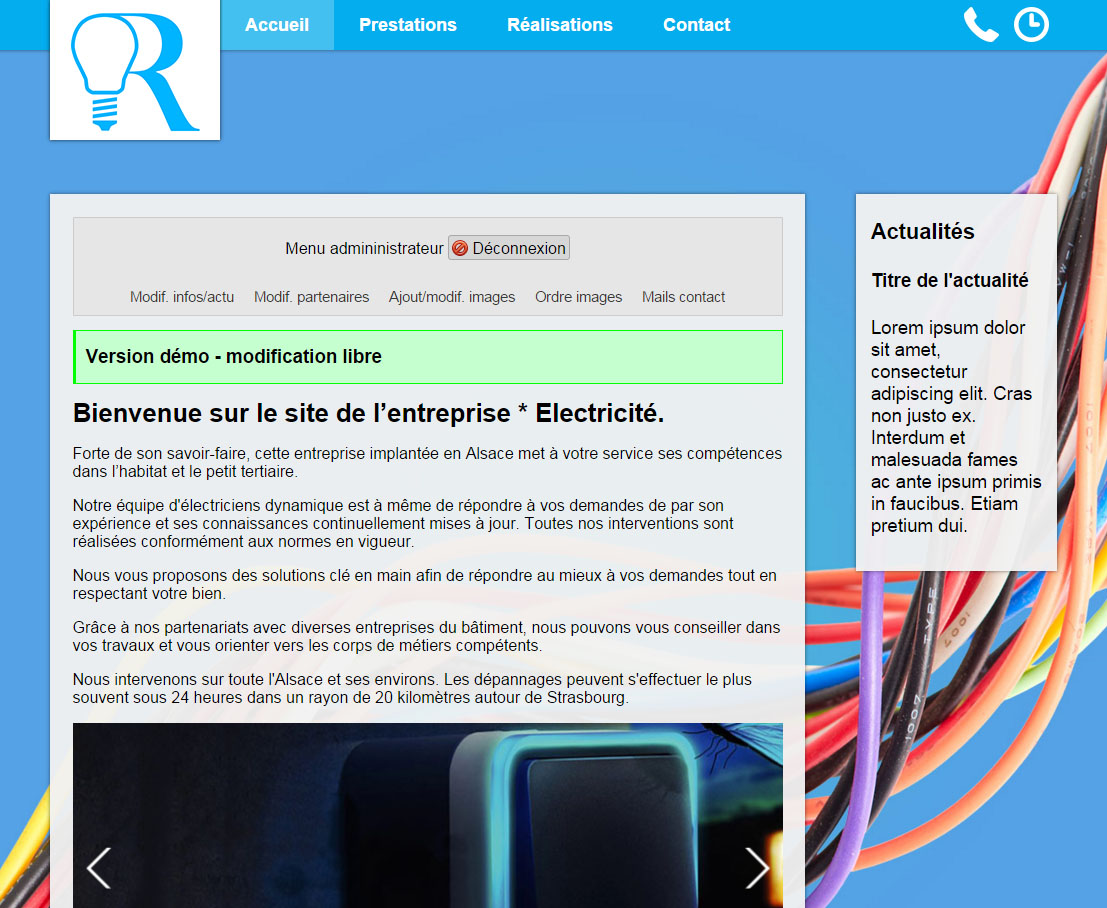 R
Accueil Prestations Réalisations Contact
Menu admininistrateur Déconnexion
Modif. infos/actu Modif. partenaires Ajout/modif. images Ordre images Mails contact
Version démo - modification libre
Bienvenue sur le site de l’entreprise * Electricité.
Forte de son savoir-faire, cette entreprise implantée en Alsace met à votre service ses compétences
dans l’habitat et le petit tertiaire.
Notre équipe d'électriciens dynamique est à même de répondre à vos demandes de par son
expérience et ses connaissances continuellement mises à jour. Toutes nos interventions sont
réalisées conformément aux normes en vigueur.
Nous vous proposons des solutions clé en main afin de répondre au mieux à vos demandes tout en
respectant votre bien.
Grâce à nos partenariats avec diverses entreprises du bâtiment, nous pouvons vous conseiller dans
vos travaux et vous orienter vers les corps de métiers compétents.
Nous intervenons sur toute l'Alsace et ses environs. Les dépannages peuvent s'effectuer le plus
souvent sous 24 heures dans un rayon de 20 kilomètres autour de Strasbourg.
Actualités
Titre de l'actualité
Lorem ipsum dolor
sit amet,
consectetur
adipiscing elit. Cras
non justo ex.
Interdum et
malesuada fames
ac ante ipsum primis
in faucibus. Etiam
pretium dui.
TYPE
1007
1007